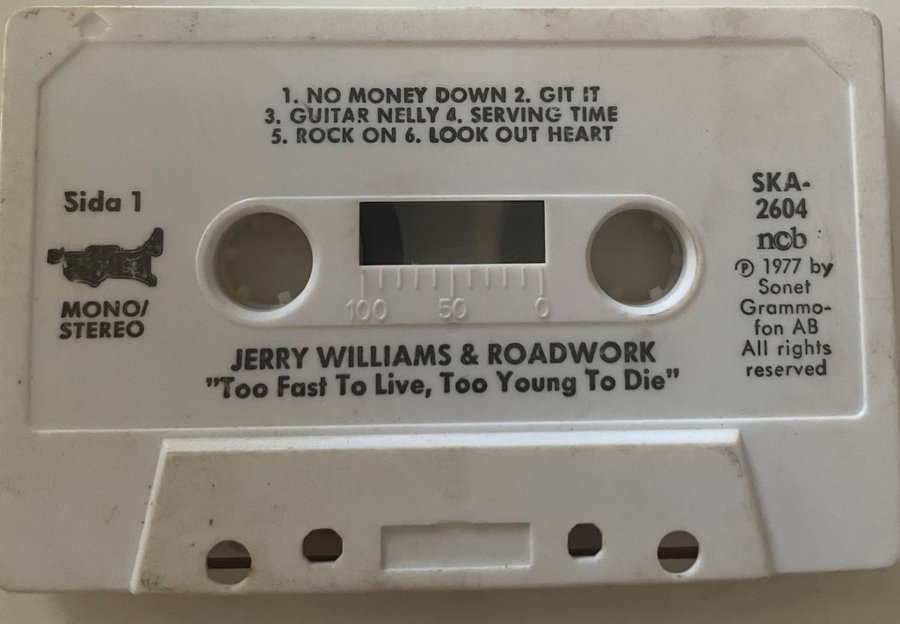 1. NO MONEY DOWN 2. GIT IT
3. GUITAR NELLY 4. SERVING TIME
5. ROCK ON 6. LOOK OUT HEART
Sida 1
MONO/
STEREO
100 50 0
SKA-
2604
ncb
℗ 1977 by
Sonet
Grammo-
fon AB
All rights
reserved
JERRY WILLIAMS & ROADWORK
"Too Fast To Live, Too Young To Die"